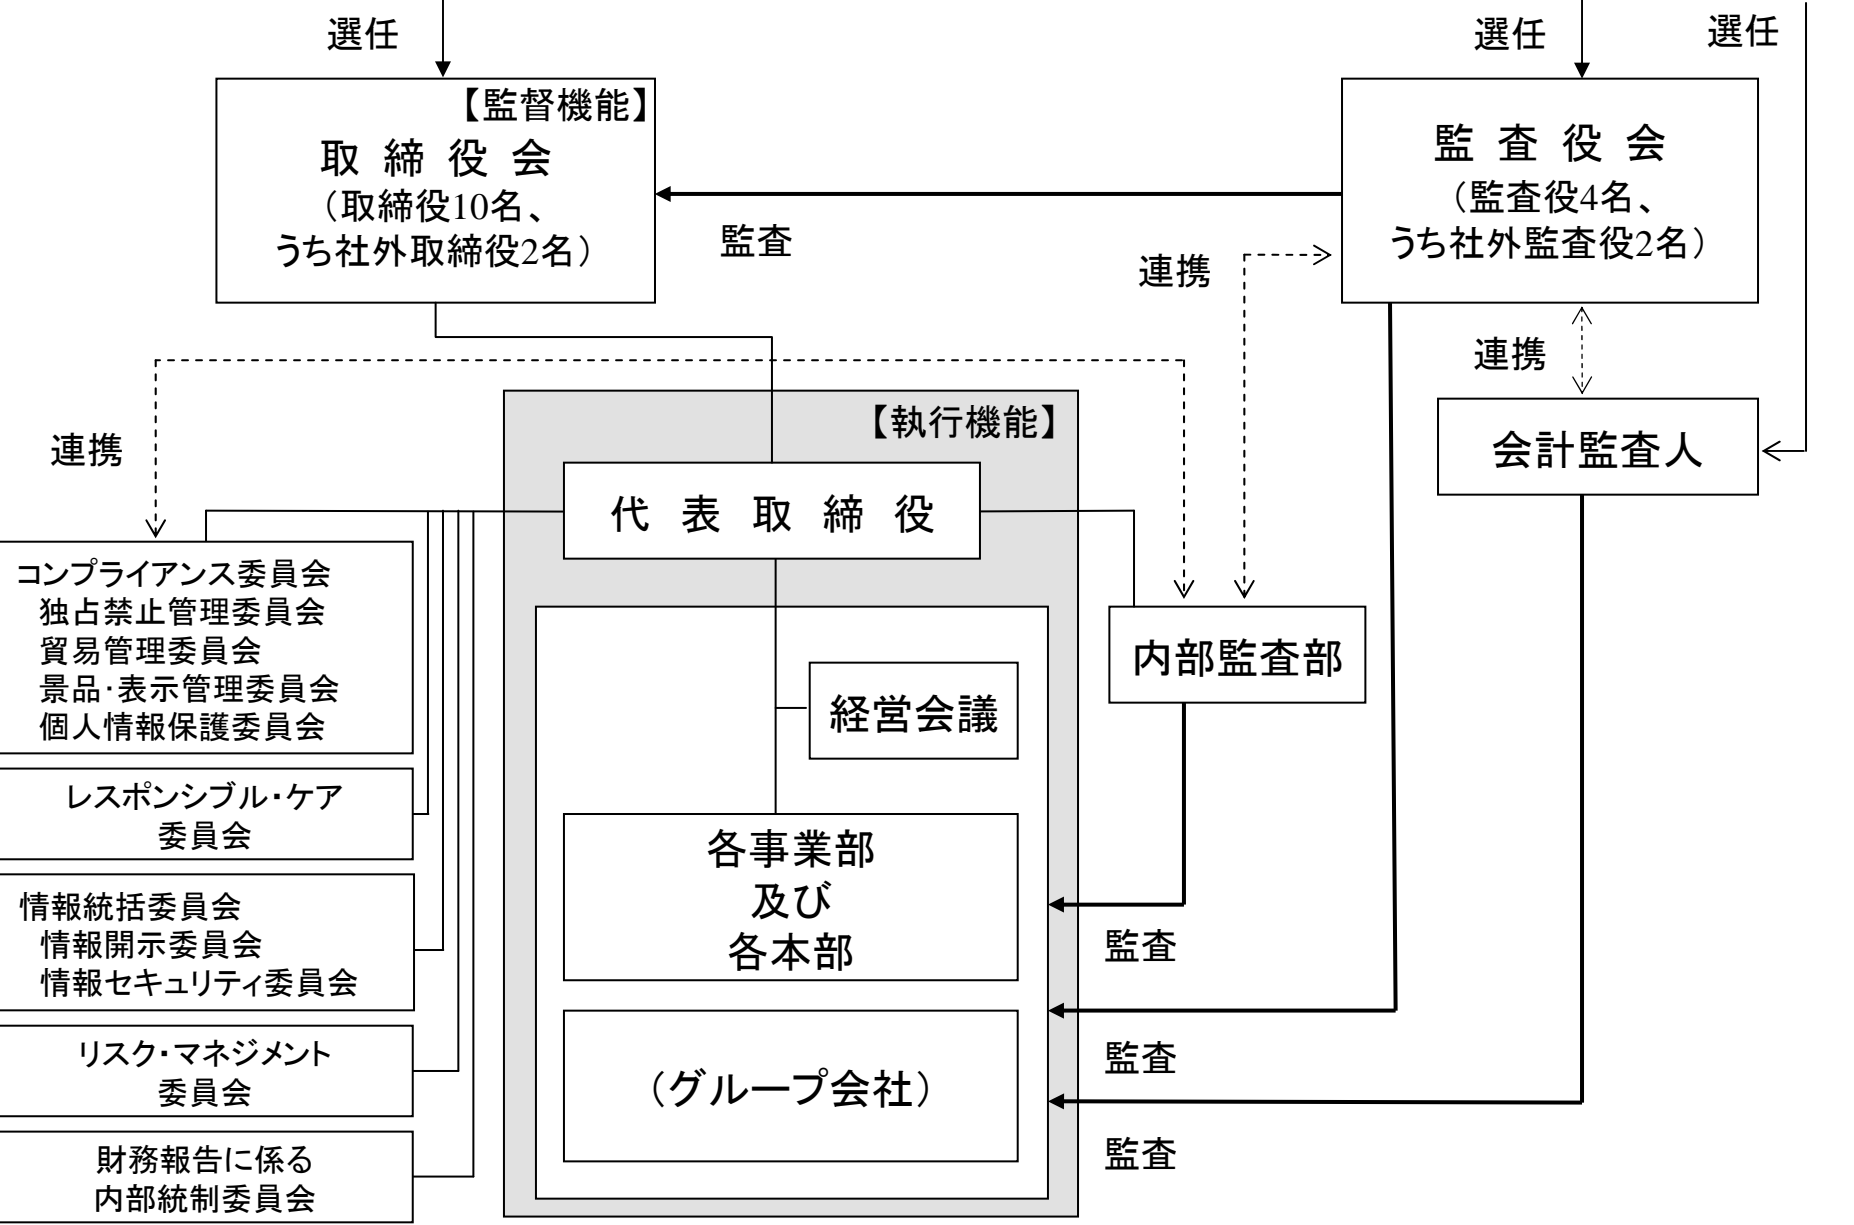 選任
選任
選任
【監督機能】
取締役会
（取締役10名、
うち社外取締役2名）
監査役会
（監査役4名、
うち社外監査役2名）
監査
連携
連携
連携
会計監査人
【執行機能】
代表取締役
コンプライアンス委員会
独占禁止管理委員会
貿易管理委員会
景品・表示管理委員会
個人情報保護委員会
内部監査部
経営会議
レスポンシブル・ケア
委員会
各事業部
及び
各本部
情報統括委員会
情報開示委員会
情報セキュリティ委員会
監査
リスク・マネジメント
委員会
（グループ会社）
監査
財務報告に係る
内部統制委員会
監査